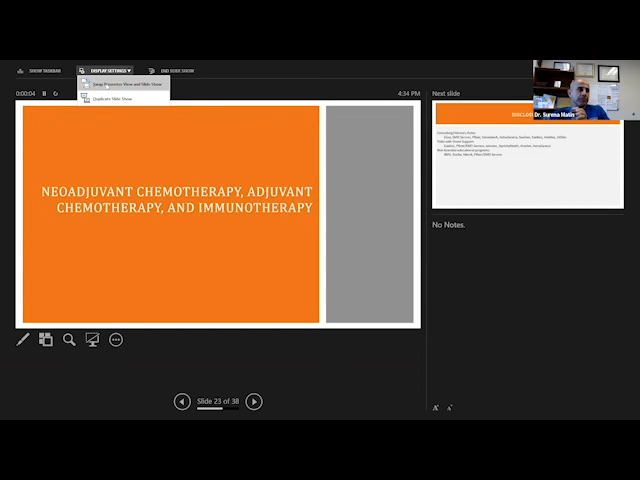 SHOW TASKBAR
DISPLAY SETTINGS ▼
END SLIDE SHOW
Swap Presenter View and Slide Show
Duplicate Slide Show
0:00:04
4:34 PM
NEOADJUVANT CHEMOTHERAPY, ADJUVANT
CHEMOTHERAPY, AND IMMUNOTHERAPY
Slide 23 of 38
Next slide
Dr. Surena Matin
No Notes.